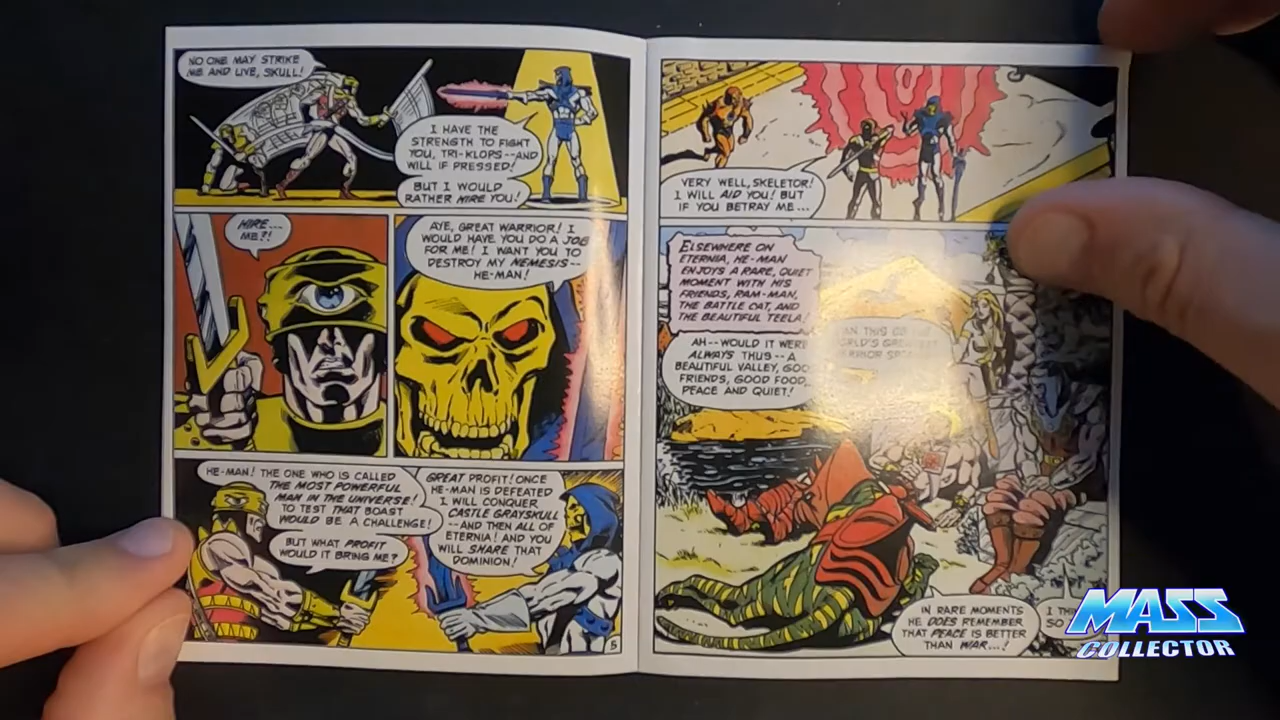 NO ONE MAY STRIKE
ME AND LIVE, SKULL!
I HAVE THE
STRENGTH TO FIGHT
YOU, TRI-KLOPS--AND
WILL IF PRESSED!
BUT I WOULD
RATHER HIRE YOU!
HIRE...
ME?!
AYE, GREAT WARRIOR! I
WOULD HAVE YOU DO A JOB
FOR ME! I WANT YOU TO
DESTROY MY NEMESIS--
HE-MAN!
HE-MAN! THE ONE WHO IS CALLED
THE MOST POWERFUL
MAN IN THE UNIVERSE!
TO TEST THAT BOAST
WOULD BE A CHALLENGE!
BUT WHAT PROFIT
WOULD IT BRING ME?
GREAT PROFIT! ONCE
HE-MAN IS DEFEATED
I WILL CONQUER
CASTLE GRAYSKULL
--AND THEN ALL OF
ETERNIA! AND YOU
WILL SHARE THAT
DOMINION!
5
VERY WELL, SKELETOR!
I WILL AID YOU! BUT
IF YOU BETRAY ME...
ELSEWHERE ON
ETERNIA, HE-MAN
ENJOYS A RARE, QUIET
MOMENT WITH HIS
FRIENDS, RAM-MAN,
THE BATTLE CAT, AND
THE BEAUTIFUL TEELA!
AH--WOULD IT WERE
ALWAYS THUS--A
BEAUTIFUL VALLEY, GOOD
FRIENDS, GOOD FOOD,
PEACE AND QUIET!
THIS
IN RARE MOMENTS
HE DOES REMEMBER
THAT PEACE IS BETTER
THAN WAR...!
I
SO
MASS
COLLECTOR